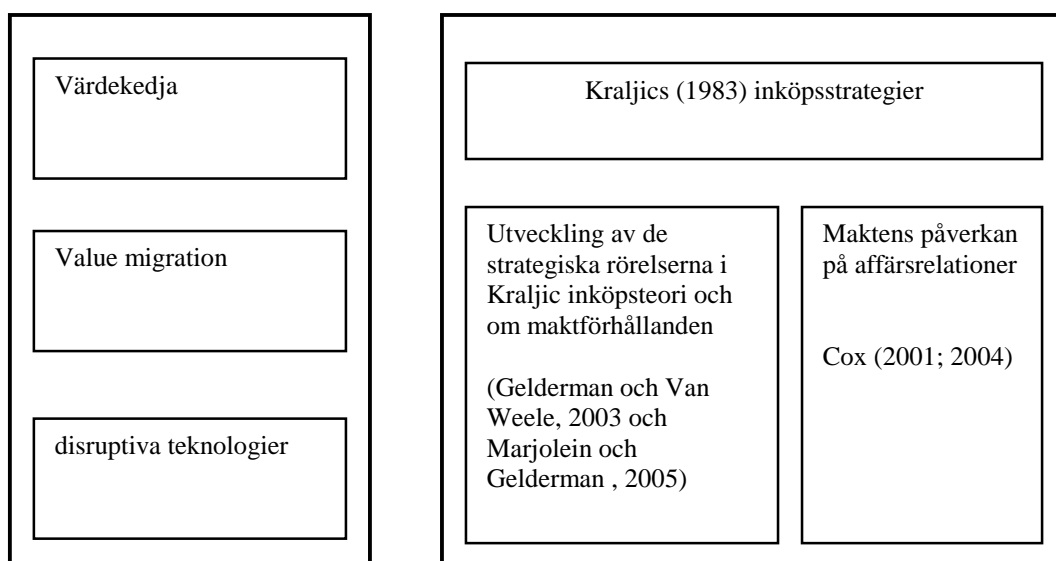 Värdekedja
Value migration
disruptiva teknologier
Kraljics (1983) inköpsstrategier
Utveckling av de
strategiska rörelserna i
Kraljic inköpsteori och
om maktförhållanden
(Gelderman och Van
Weele, 2003 och
Marjolein och
Gelderman , 2005)
Maktens påverkan
på affärsrelationer
Cox (2001; 2004)